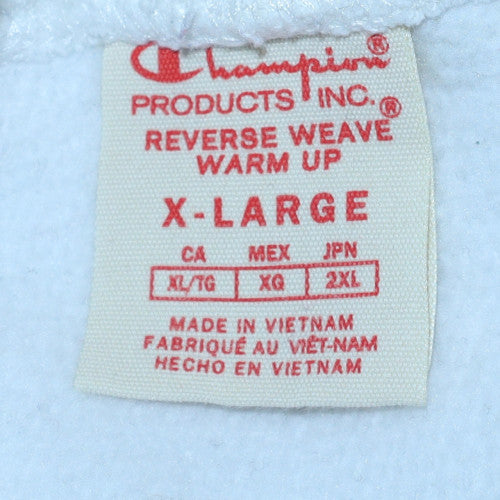 Champion®
PRODUCTS INC.®
REVERSE WEAVE
WARM UP
X-LARGE
CA MEX JPN
XL/TG XG 2XL
MADE IN VIETNAM
FABRIQUÉ AU VIÊT-NAM
HECHO EN VIETNAM